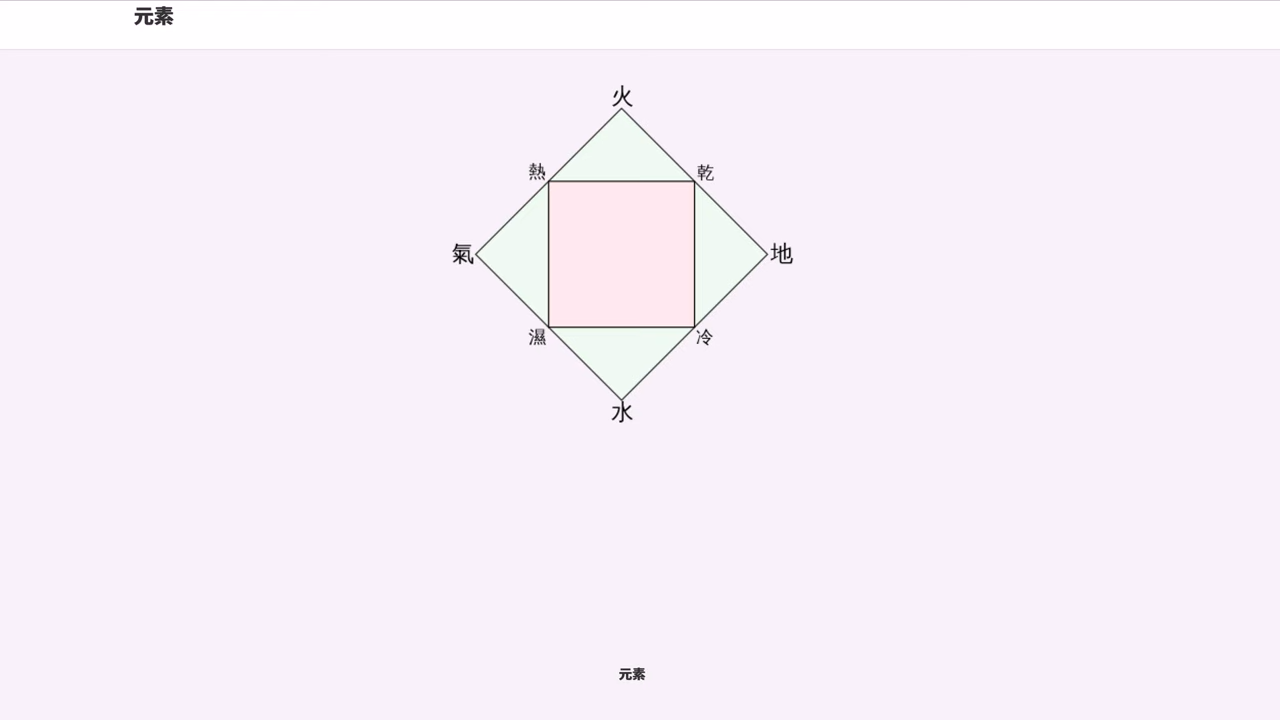 元素
火
熱
乾
氣
地
濕
冷
水
元素